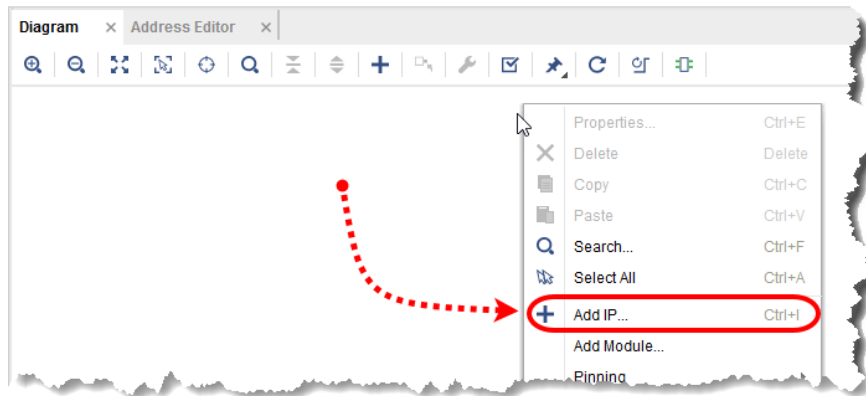 Diagram × Address Editor ×
Properties... Ctrl+E
Delete Delete
Copy Ctrl+C
Paste Ctrl+V
Search... Ctrl+F
Select All Ctrl+A
Add IP... Ctrl+I
Add Module...
Pinning